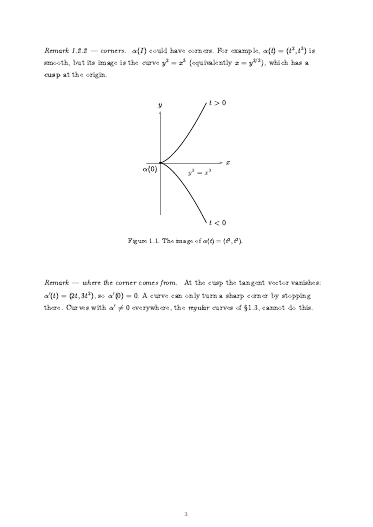 Remark 1.2.2 — corners. α(I) could have corners. For example, α(t) = (t², t³) is
smooth, but its image is the curve y² = x³ (equivalently x = y^{2/3}), which has a
cusp at the origin.
y
t > 0
x
α(0)
y² = x³
t < 0
Figure 1.1. The image of α(t) = (t², t³).
Remark — where the corner comes from. At the cusp the tangent vector vanishes:
α′(t) = (2t, 3t²), so α′(0) = 0. A curve can only turn a sharp corner by stopping
there. Curves with α′ ≠ 0 everywhere, the regular curves of §1.3, cannot do this.
3